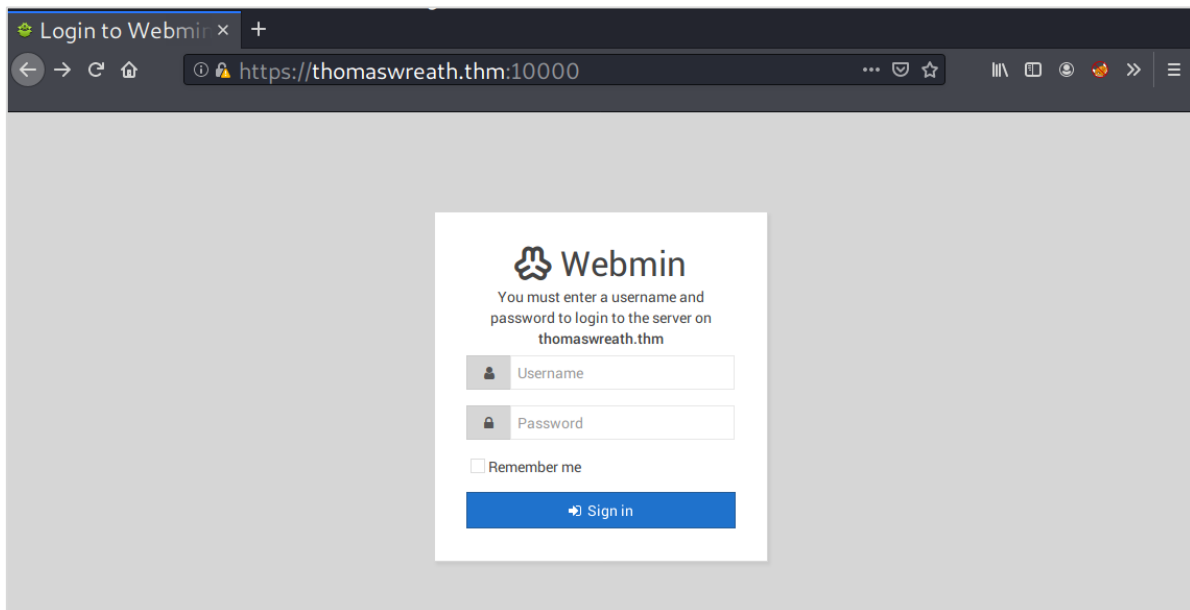 Login to Webmin
https://thomaswreath.thm:10000
Webmin
You must enter a username and
password to login to the server on
thomaswreath.thm
Username
Password
Remember me
Sign in